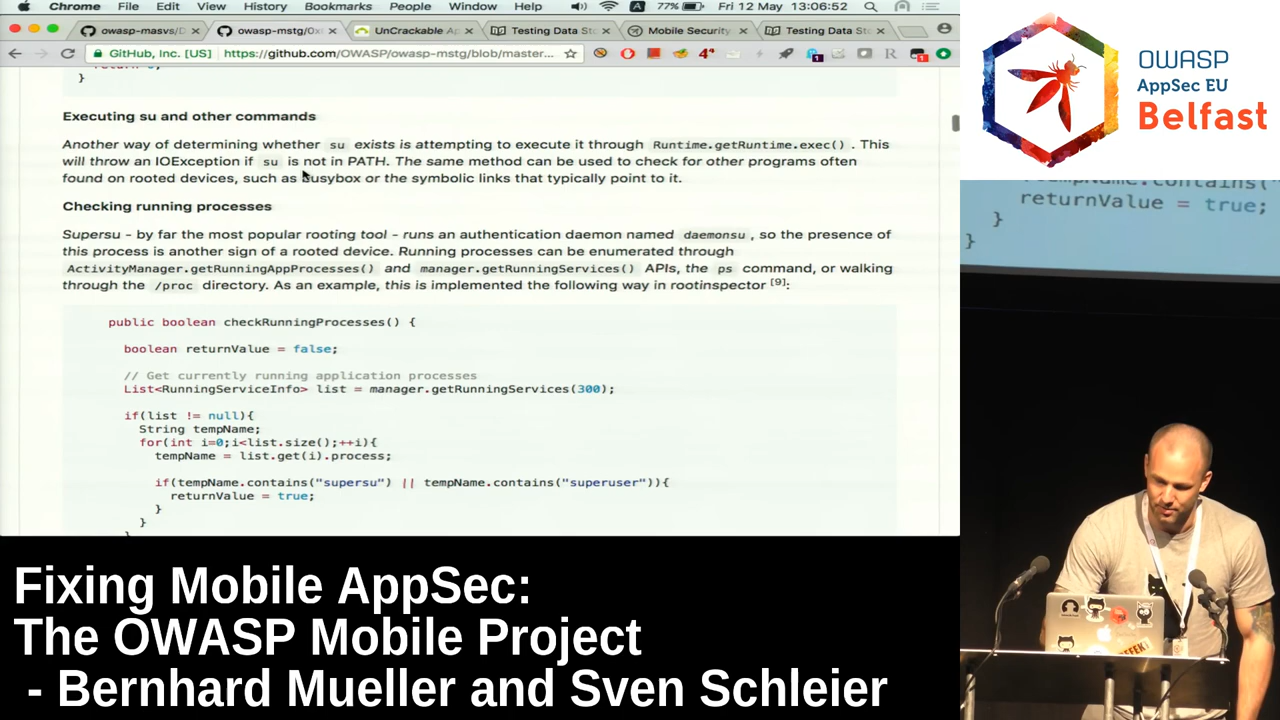 Chrome File Edit View History Bookmarks People Window Help 77% Fri 12 May 13:06:52
owasp-masvs/D owasp-mstg/0x UnCrackable Ap Testing Data St Mobile Security Testing Data St
GitHub, Inc. [US] https://github.com/OWASP/owasp-mstg/blob/master...
}
Executing su and other commands
Another way of determining whether su exists is attempting to execute it through Runtime.getRuntime.exec() . This
will throw an IOException if su is not in PATH. The same method can be used to check for other programs often
found on rooted devices, such as busybox or the symbolic links that typically point to it.
Checking running processes
Supersu - by far the most popular rooting tool - runs an authentication daemon named daemonsu , so the presence of
this process is another sign of a rooted device. Running processes can be enumerated through
ActivityManager.getRunningAppProcesses() and manager.getRunningServices() APIs, the ps command, or walking
through the /proc directory. As an example, this is implemented the following way in rootinspector [9]:
public boolean checkRunningProcesses() {
boolean returnValue = false;
// Get currently running application processes
List<RunningServiceInfo> list = manager.getRunningServices(300);
if(list != null){
String tempName;
for(int i=0;i<list.size();++i){
tempName = list.get(i).process;
if(tempName.contains("supersu") || tempName.contains("superuser")){
returnValue = true;
}
}
}
OWASP
AppSec EU
Belfast
tempName.contains("
returnValue = true;
}
}
Fixing Mobile AppSec:
The OWASP Mobile Project
- Bernhard Mueller and Sven Schleier